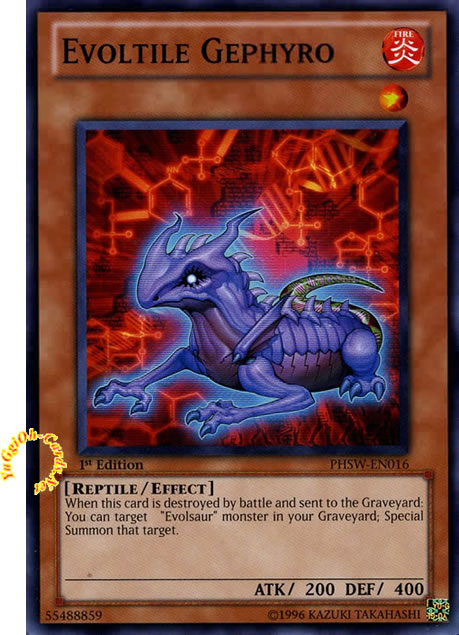 EVOLTILE GEPHYRO
FIRE
炎
1st Edition
PHSW-EN016
[REPTILE/EFFECT]
When this card is destroyed by battle and sent to the Graveyard:
You can target "Evolsaur" monster in your Graveyard; Special
Summon that target.
ATK/ 200 DEF/ 400
55488859
©1996 KAZUKI TAKAHASHI